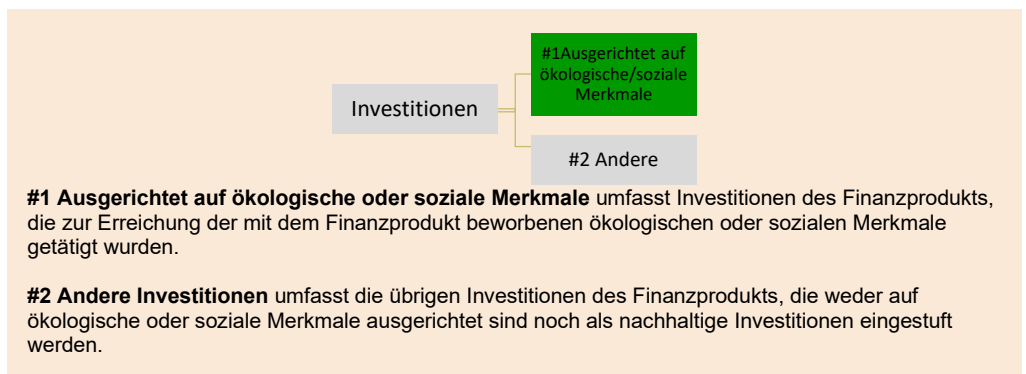 #1Ausgerichtet auf
ökologische/soziale
Merkmale
Investitionen
#2 Andere
#1 Ausgerichtet auf ökologische oder soziale Merkmale umfasst Investitionen des Finanzprodukts,
die zur Erreichung der mit dem Finanzprodukt beworbenen ökologischen oder sozialen Merkmale
getätigt wurden.
#2 Andere Investitionen umfasst die übrigen Investitionen des Finanzprodukts, die weder auf
ökologische oder soziale Merkmale ausgerichtet sind noch als nachhaltige Investitionen eingestuft
werden.